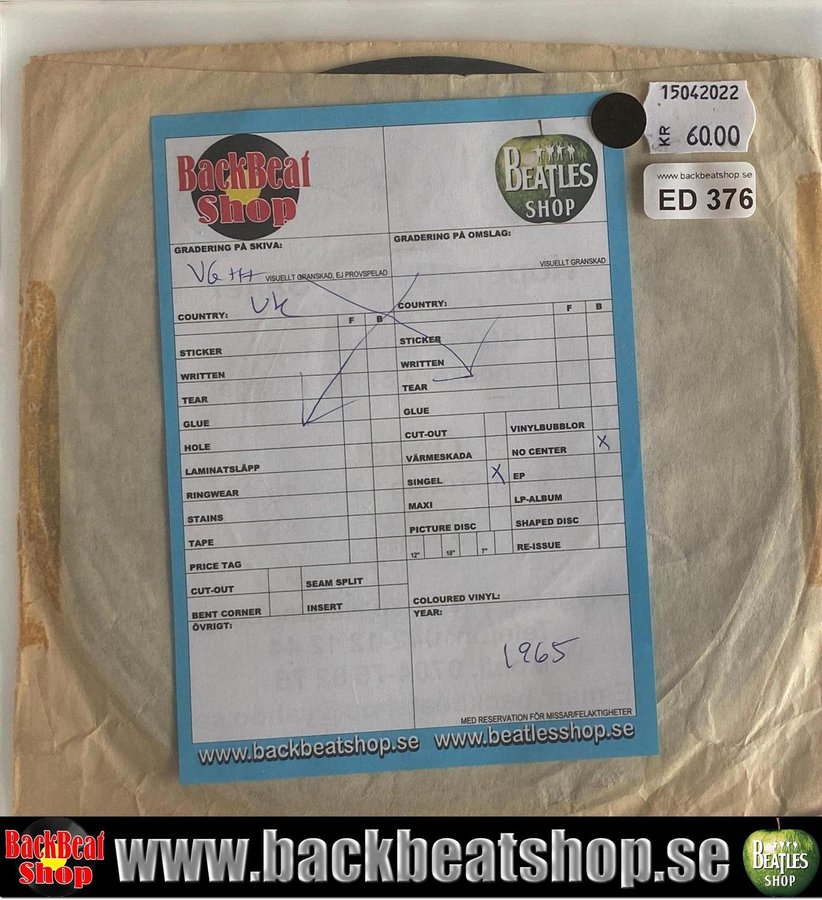 15042022
KR 60.00
www.backbeatshop.se
ED 376
BackBeat
Shop
BEATLES
SHOP
GRADERING PÅ SKIVA:
VG +++ VISUELLT GRANSKAD, EJ PROVSPELAD
COUNTRY: UK
F B
STICKER
WRITTEN
TEAR
GLUE
HOLE
LAMINATSLÄPP
RINGWEAR
STAINS
TAPE
PRICE TAG
CUT-OUT SEAM SPLIT
BENT CORNER INSERT
ÖVRIGT:
GRADERING PÅ OMSLAG:
VISUELLT GRANSKAD
COUNTRY:
F B
STICKER
WRITTEN
TEAR
GLUE
CUT-OUT VINYLBUBBLOR
VÄRMESKADA NO CENTER X
SINGEL X EP
MAXI LP-ALBUM
PICTURE DISC SHAPED DISC
12" 10" 7" RE-ISSUE
COLOURED VINYL:
YEAR:
1965
MED RESERVATION FÖR MISSAR/FELAKTIGHETER
www.backbeatshop.se www.beatlesshop.se
BackBeat
Shop
www.backbeatshop.se
BEATLES
SHOP